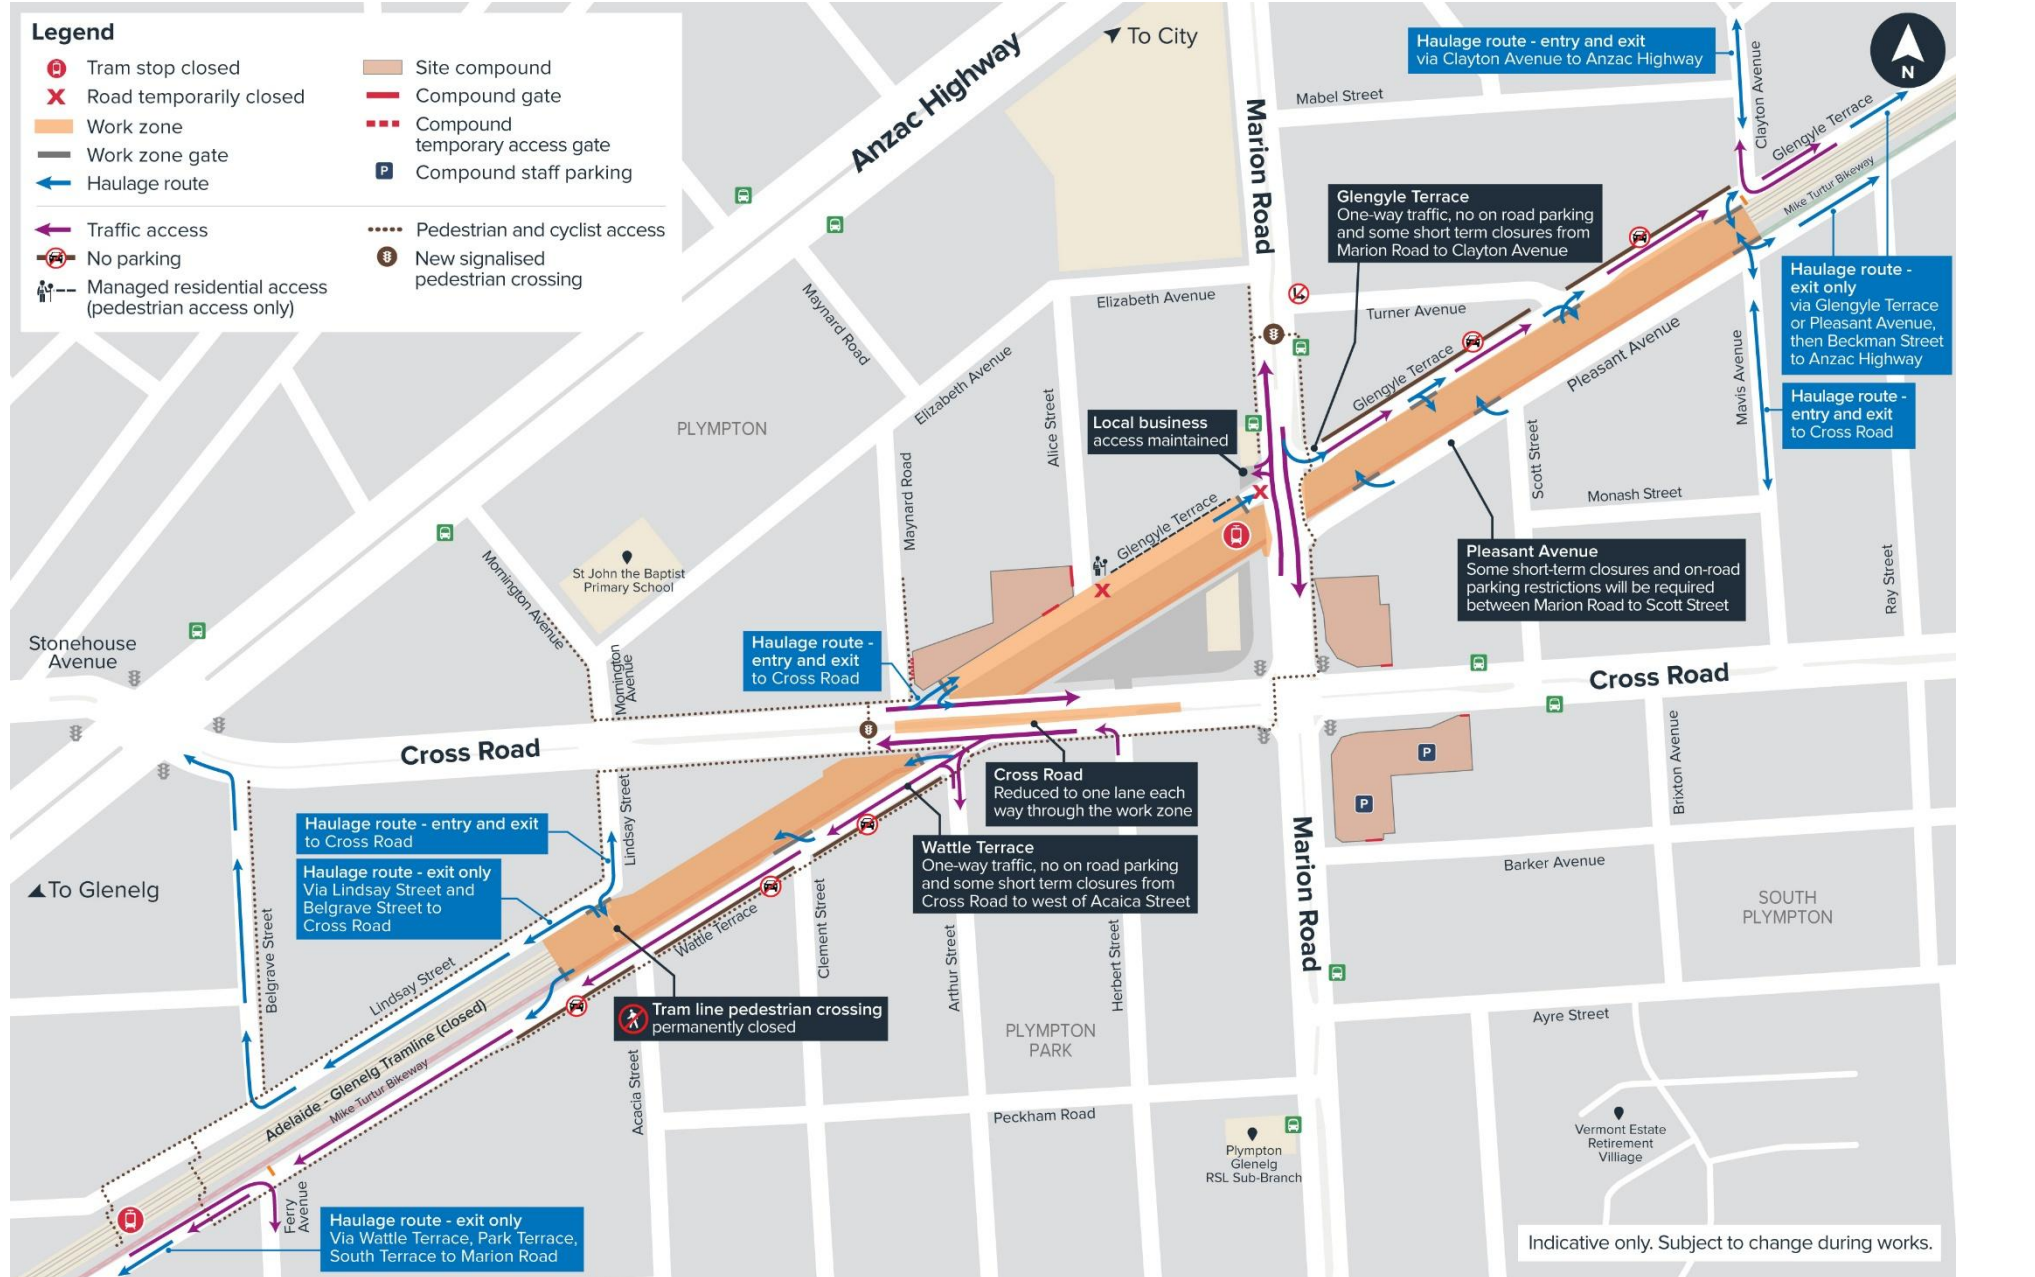 Legend
Tram stop closed
Road temporarily closed
Work zone
Work zone gate
Haulage route
Site compound
Compound gate
Compound
temporary access gate
P
Compound staff parking
Traffic access
No parking
Managed residential access
(pedestrian access only)
Pedestrian and cyclist access
New signalised
pedestrian crossing
Anzac Highway
To City
Marion Road
Mabel Street
Haulage route - entry and exit
via Clayton Avenue to Anzac Highway
Clayton Avenue
N
Glengyle Terrace
Mike Turtur Bikeway
Glengyle Terrace
One-way traffic, no on road parking
and some short term closures from
Marion Road to Clayton Avenue
Haulage route -
exit only
via Glengyle Terrace
or Pleasant Avenue,
then Beckman Street
to Anzac Highway
Haulage route -
entry and exit
to Cross Road
Elizabeth Avenue
Turner Avenue
Maynard Road
Elizabeth Avenue
Glengyle Terrace
Pleasant Avenue
Mavis Avenue
PLYMPTON
Alice Street
Local business
access maintained
Maynard Road
Scott Street
Monash Street
Glengyle Terrace
Pleasant Avenue
Some short-term closures and on-road
parking restrictions will be required
between Marion Road to Scott Street
Ray Street
Mornington Avenue
St John the Baptist
Primary School
Stonehouse
Avenue
Mornington
Avenue
Haulage route -
entry and exit
to Cross Road
Cross Road
Cross Road
P
P
Cross Road
Reduced to one lane each
way through the work zone
Brixton Avenue
Lindsay Street
Haulage route - entry and exit
to Cross Road
Haulage route - exit only
Via Lindsay Street and
Belgrave Street to
Cross Road
Wattle Terrace
One-way traffic, no on road parking
and some short term closures from
Cross Road to west of Acaica Street
Marion Road
Barker Avenue
To Glenelg
SOUTH
PLYMPTON
Belgrave Street
Lindsay Street
Wattle Terrace
Clement Street
Arthur Street
Herbert Street
Tram line pedestrian crossing
permanently closed
Ayre Street
PLYMPTON
PARK
Adelaide - Glenelg Tramline (closed)
Mike Turtur Bikeway
Acacia Street
Peckham Road
Plympton
Glenelg
RSL Sub-Branch
Vermont Estate
Retirement
Villiage
Ferry
Avenue
Haulage route - exit only
Via Wattle Terrace, Park Terrace,
South Terrace to Marion Road
Indicative only. Subject to change during works.